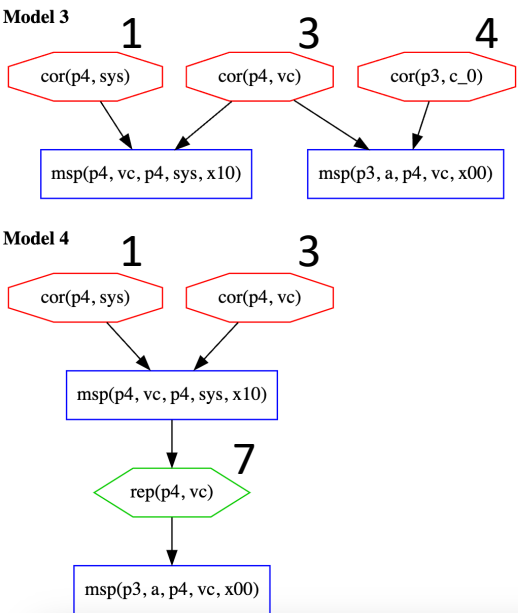 Model 3
1 3 4
cor(p4, sys) cor(p4, vc) cor(p3, c_0)
msp(p4, vc, p4, sys, x10) msp(p3, a, p4, vc, x00)
Model 4
1 3
cor(p4, sys) cor(p4, vc)
msp(p4, vc, p4, sys, x10)
7
rep(p4, vc)
msp(p3, a, p4, vc, x00)